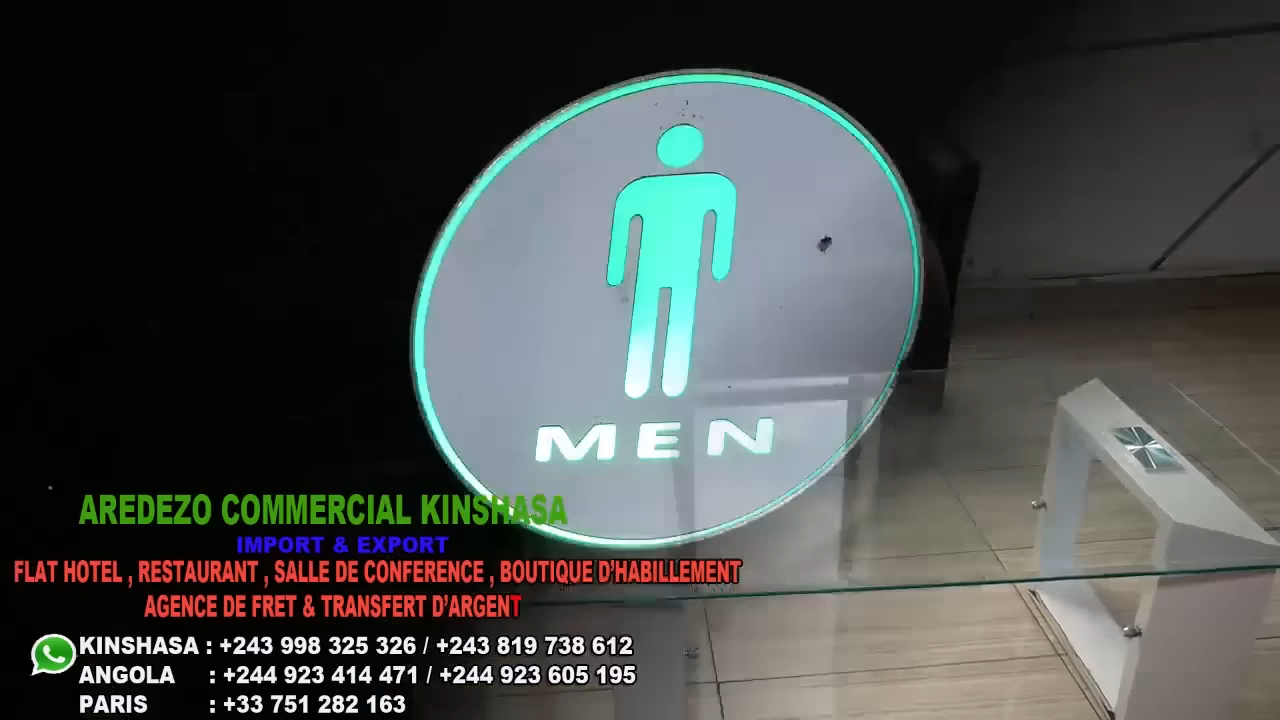 MEN
AREDEZO COMMERCIAL KINSHASA
IMPORT & EXPORT
FLAT HOTEL , RESTAURANT , SALLE DE CONFERENCE , BOUTIQUE D'HABILLEMENT
AGENCE DE FRET & TRANSFERT D'ARGENT
KINSHASA : +243 998 325 326 / +243 819 738 612
ANGOLA : +244 923 414 471 / +244 923 605 195
PARIS : +33 751 282 163